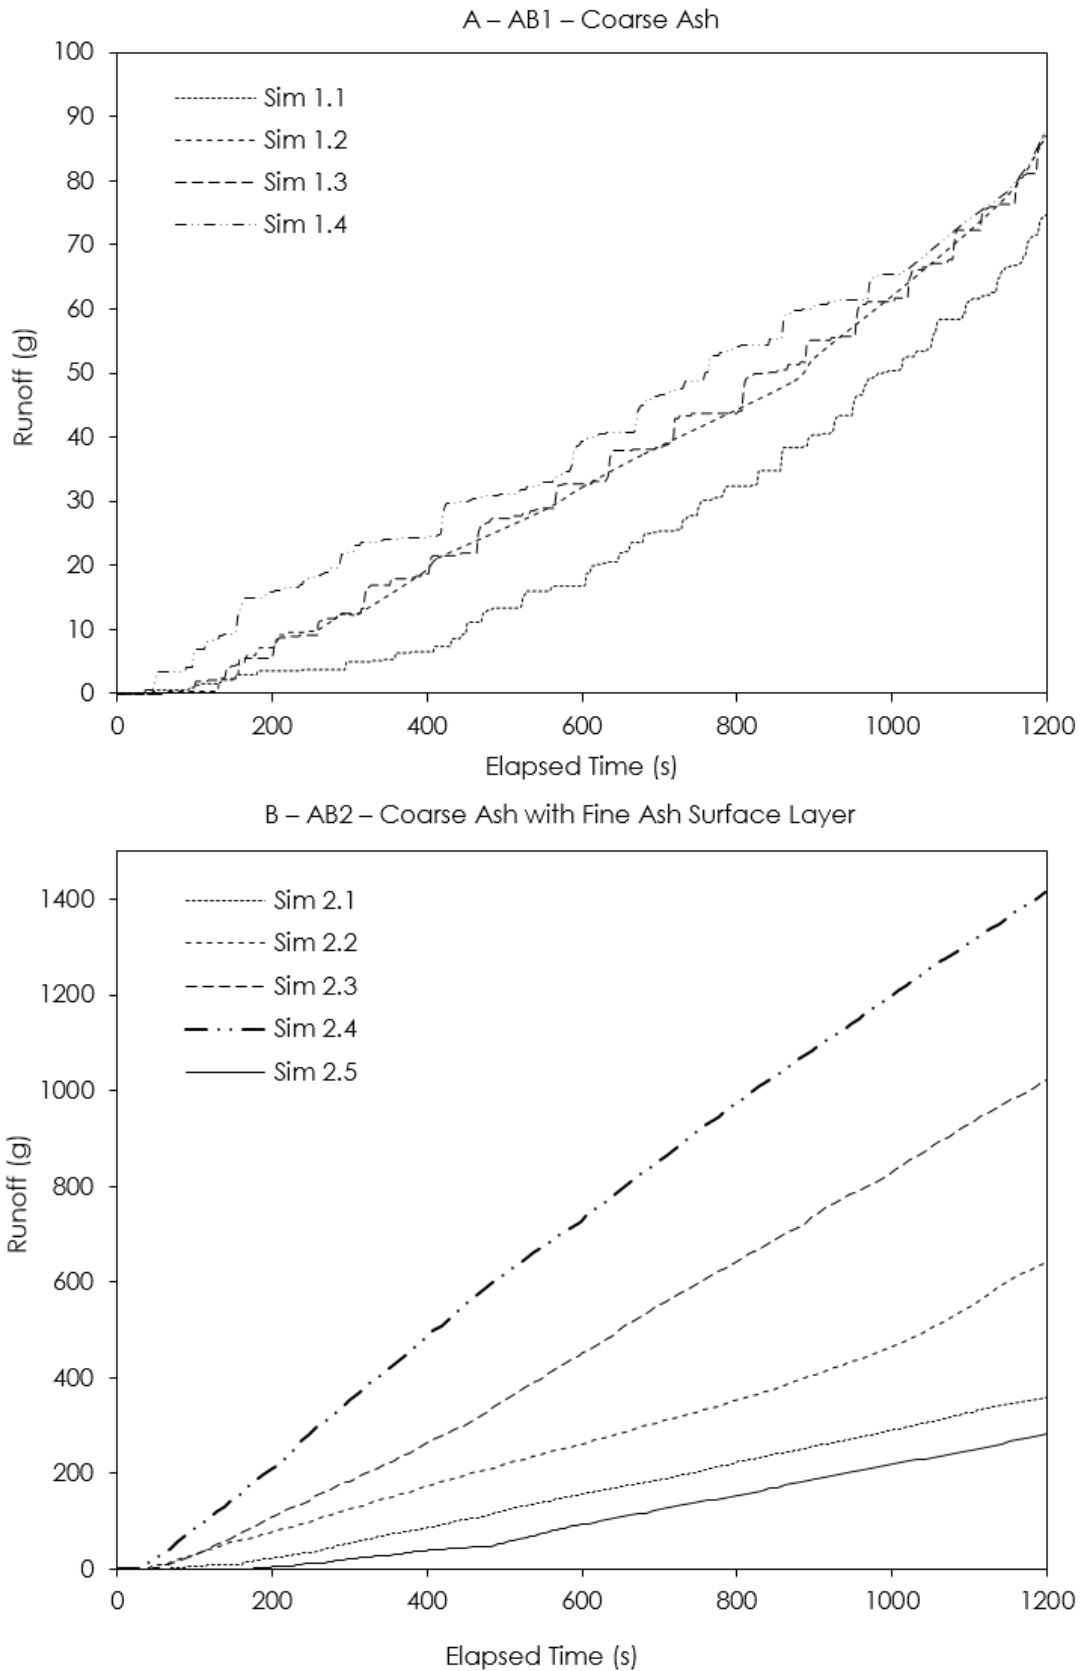 A – AB1 – Coarse Ash
100
90
80
70
60
50
40
30
20
10
0
Runoff (g)
Sim 1.1
Sim 1.2
Sim 1.3
Sim 1.4
0 200 400 600 800 1000 1200
Elapsed Time (s)
B – AB2 – Coarse Ash with Fine Ash Surface Layer
1400
1200
1000
800
600
400
200
0
Runoff (g)
Sim 2.1
Sim 2.2
Sim 2.3
Sim 2.4
Sim 2.5
0 200 400 600 800 1000 1200
Elapsed Time (s)